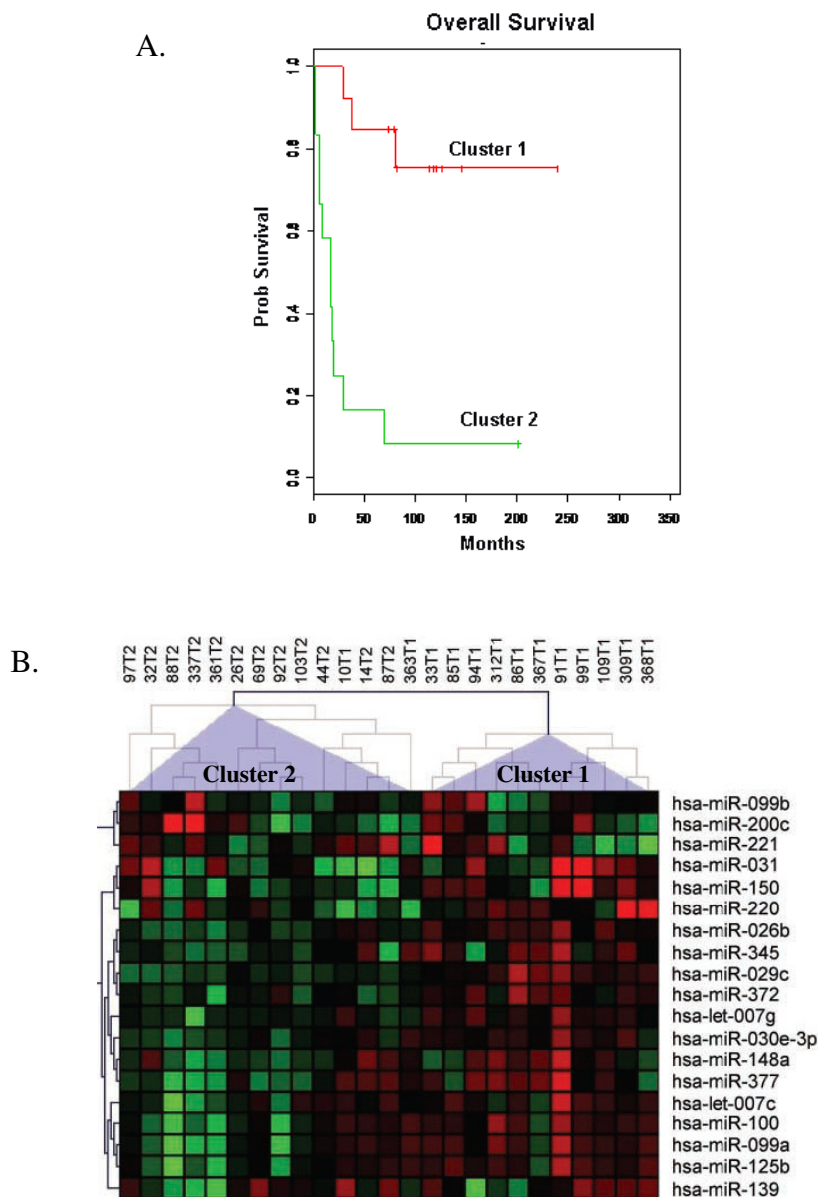 A.
Overall Survival
1.0
0.8
0.6
0.4
0.2
0.0
Prob Survival
Cluster 1
Cluster 2
0 50 100 150 200 250 300 350
Months
B.
97T2 32T2 88T2 337T2 361T2 26T2 69T2 92T2 103T2 44T2 10T1 14T2 87T2 363T1 33T1 85T1 94T1 312T1 86T1 367T1 91T1 99T1 109T1 309T1 368T1
Cluster 2 Cluster 1
hsa-miR-099b
hsa-miR-200c
hsa-miR-221
hsa-miR-031
hsa-miR-150
hsa-miR-220
hsa-miR-026b
hsa-miR-345
hsa-miR-029c
hsa-miR-372
hsa-let-007g
hsa-miR-030e-3p
hsa-miR-148a
hsa-miR-377
hsa-let-007c
hsa-miR-100
hsa-miR-099a
hsa-miR-125b
hsa-miR-139